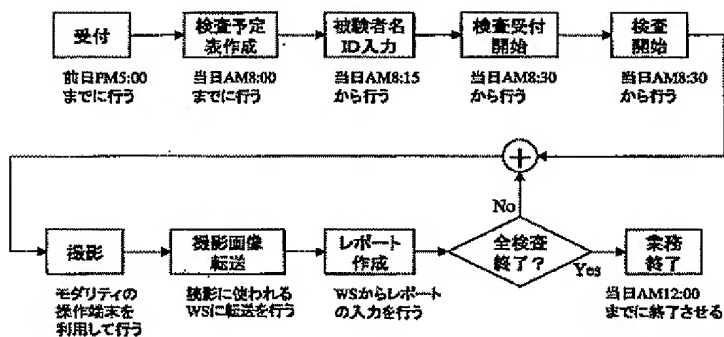 受付
検査予定
表作成
被験者名
ID入力
検査受付
開始
検査
開始
前日PM5:00
までに行う
当日AM8:00
までに行う
当日AM8:15
から行う
当日AM8:30
から行う
当日AM8:30
から行う
+
No
撮影
撮影画像
転送
レポート
作成
全検査
終了?
Yes
業務
終了
モダリティの
操作端末を
利用して行う
読影に使われる
WSに転送を行う
WSからレポート
の入力を行う
当日AM12:00
までに終了させる